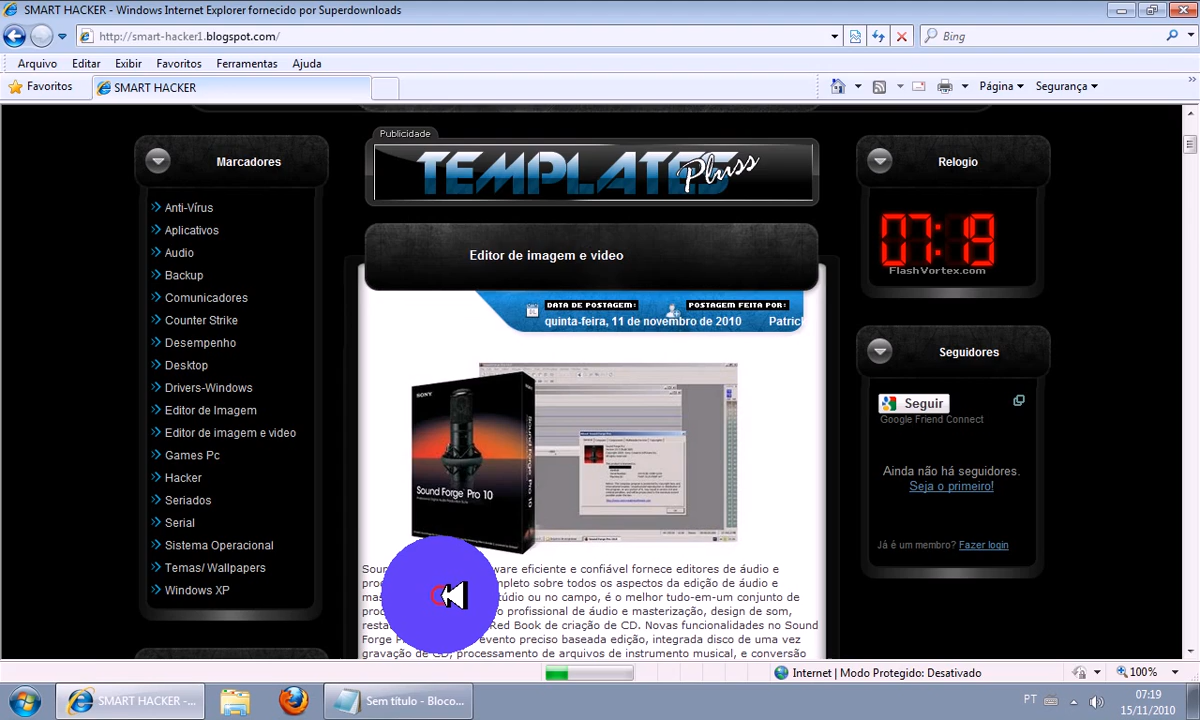 SMART HACKER - Windows Internet Explorer fornecido por Superdownloads
http://smart-hacker1.blogspot.com/
Bing
Arquivo Editar Exibir Favoritos Ferramentas Ajuda
Favoritos SMART HACKER Página Segurança
Marcadores
Anti-Vírus
Aplicativos
Audio
Backup
Comunicadores
Counter Strike
Desempenho
Desktop
Drivers-Windows
Editor de Imagem
Editor de imagem e video
Games Pc
Hacker
Seriados
Serial
Sistema Operacional
Temas/ Wallpapers
Windows XP
Publicidade
TEMPLATES Pluss
Editor de imagem e video
DATA DE POSTAGEM: POSTAGEM FEITA POR:
quinta-feira, 11 de novembro de 2010 Patric
SONY
Sound Forge Pro 10
ware eficiente e confiável fornece editores de áudio e
mpleto sobre todos os aspectos da edição de áudio e
túdio ou no campo, é o melhor tudo-em-um conjunto de
o profissional de áudio e masterização, design de som,
Red Book de criação de CD. Novas funcionalidades no Sound
Forge evento preciso baseada edição, integrada disco de uma vez
gravação de CD, processamento de arquivos de instrumento musical, e conversão
Relogio
07:19
FlashVortex.com
Seguidores
Seguir
Google Friend Connect
Ainda não há seguidores.
Seja o primeiro!
Já é um membro? Fazer login
Internet | Modo Protegido: Desativado
100%
SMART HACKER -...
Sem título - Bloco...
PT
07:19
15/11/2010